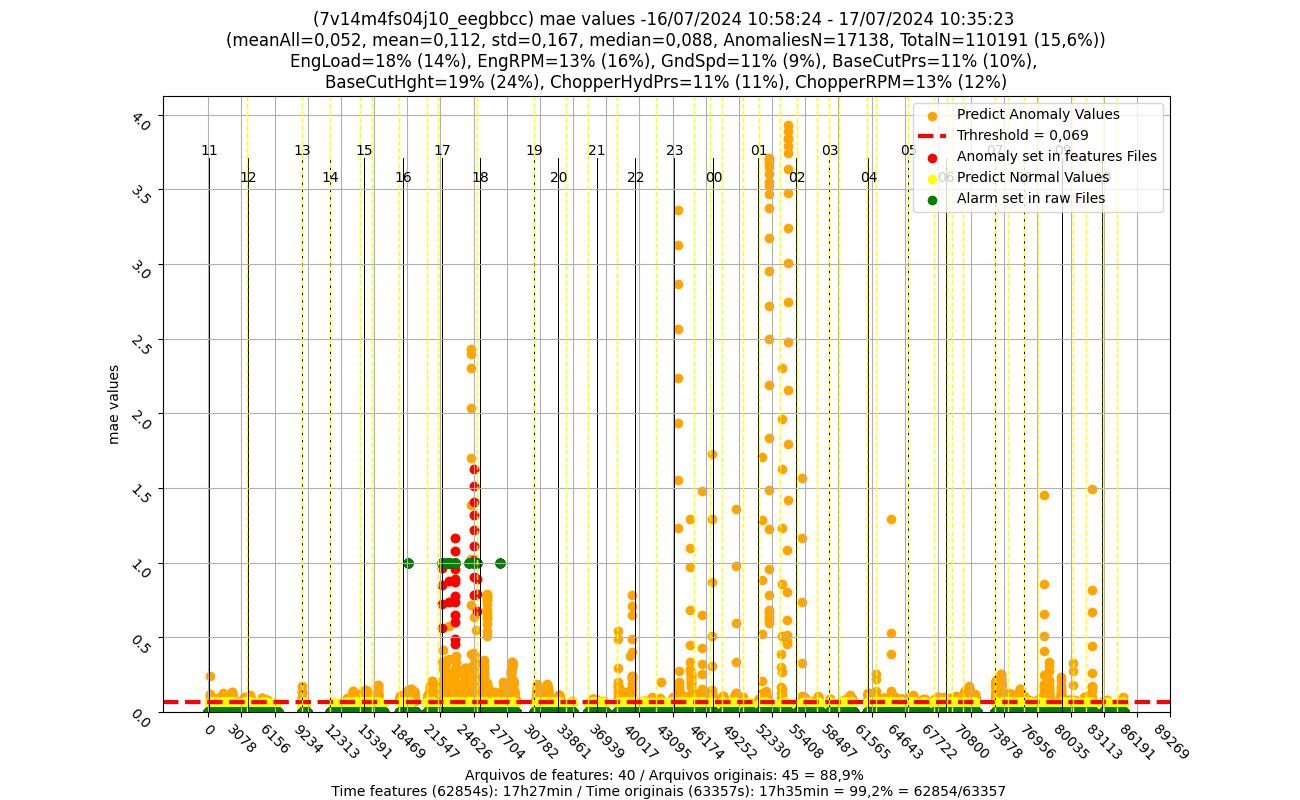 (7v14m4fs04j10_eegbbcc) mae values -16/07/2024 10:58:24 - 17/07/2024 10:35:23
(meanAll=0,052, mean=0,112, std=0,167, median=0,088, AnomaliesN=17138, TotalN=110191 (15,6%))
EngLoad=18% (14%), EngRPM=13% (16%), GndSpd=11% (9%), BaseCutPrs=11% (10%),
BaseCutHght=19% (24%), ChopperHydPrs=11% (11%), ChopperRPM=13% (12%)
Predict Anomaly Values
Trhreshold = 0,069
Anomaly set in features Files
Predict Normal Values
Alarm set in raw Files
11 13 15 17 19 21 23 01 03 05 07 09
12 14 16 18 20 22 00 02 04 06
4.0
3.5
3.0
2.5
2.0
1.5
1.0
0.5
0.0
mae values
0 3078 6156 9234 12313 15391 18469 21547 24626 27704 30782 33861 36939 40017 43095 46174 49252 52330 55408 58487 61565 64643 67722 70800 73878 76956 80035 83113 86191 89269
Arquivos de features: 40 / Arquivos originais: 45 = 88,9%
Time features (62854s): 17h27min / Time originais (63357s): 17h35min = 99,2% = 62854/63357